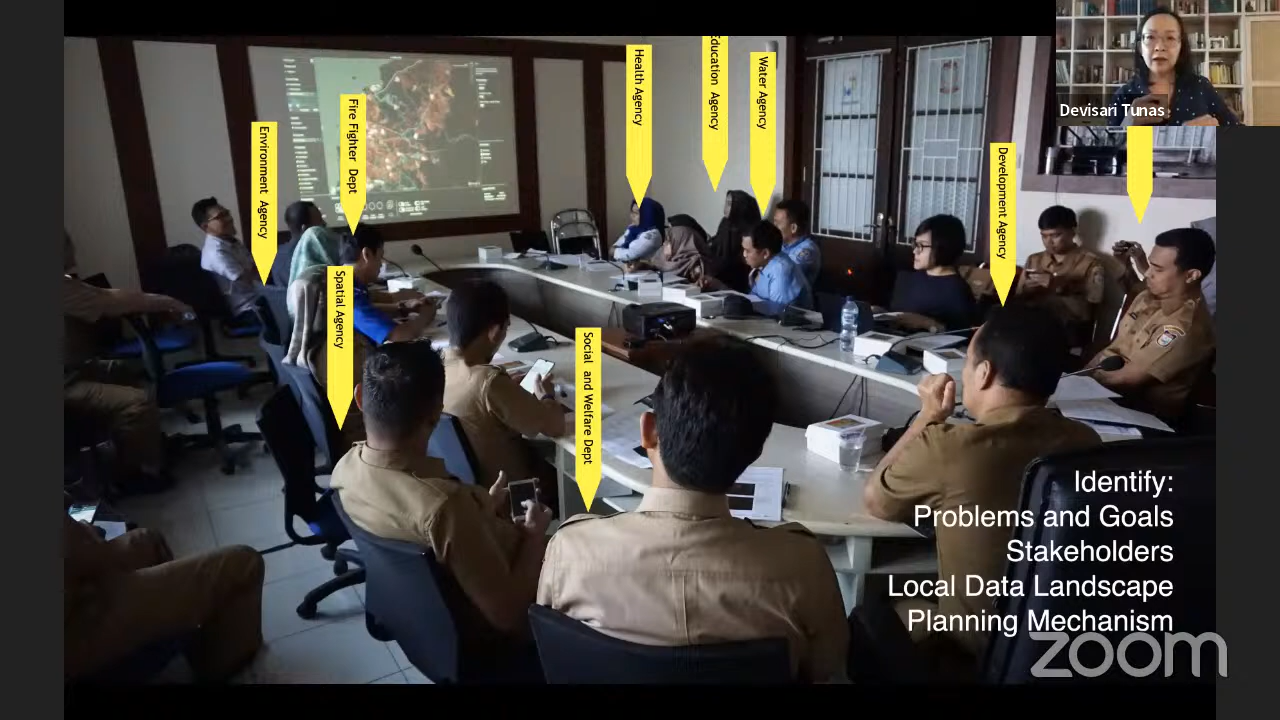 Devisari Tunas
Environment Agency
Fire Fighter Dept
Spatial Agency
Social and Welfare Dept
Health Agency
Education Agency
Water Agency
Development Agency
Identify:
Problems and Goals
Stakeholders
Local Data Landscape
Planning Mechanism
zoom